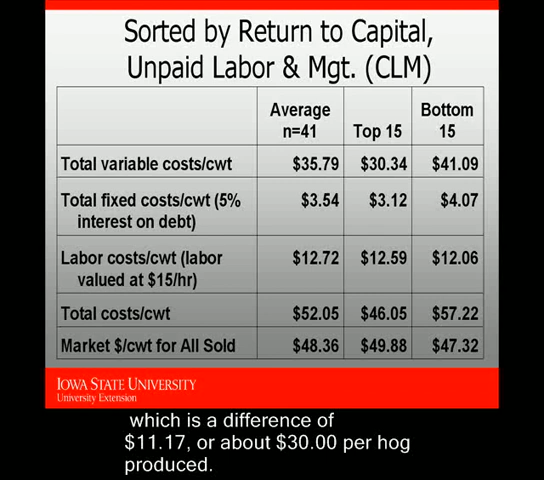 Sorted by Return to Capital,
Unpaid Labor & Mgt. (CLM)
Average n=41 Top 15 Bottom 15
Total variable costs/cwt $35.79 $30.34 $41.09
Total fixed costs/cwt (5% interest on debt) $3.54 $3.12 $4.07
Labor costs/cwt (labor valued at $15/hr) $12.72 $12.59 $12.06
Total costs/cwt $52.05 $46.05 $57.22
Market $/cwt for All Sold $48.36 $49.88 $47.32
IOWA STATE UNIVERSITY
University Extension
which is a difference of
$11.17, or about $30.00 per hog
produced.